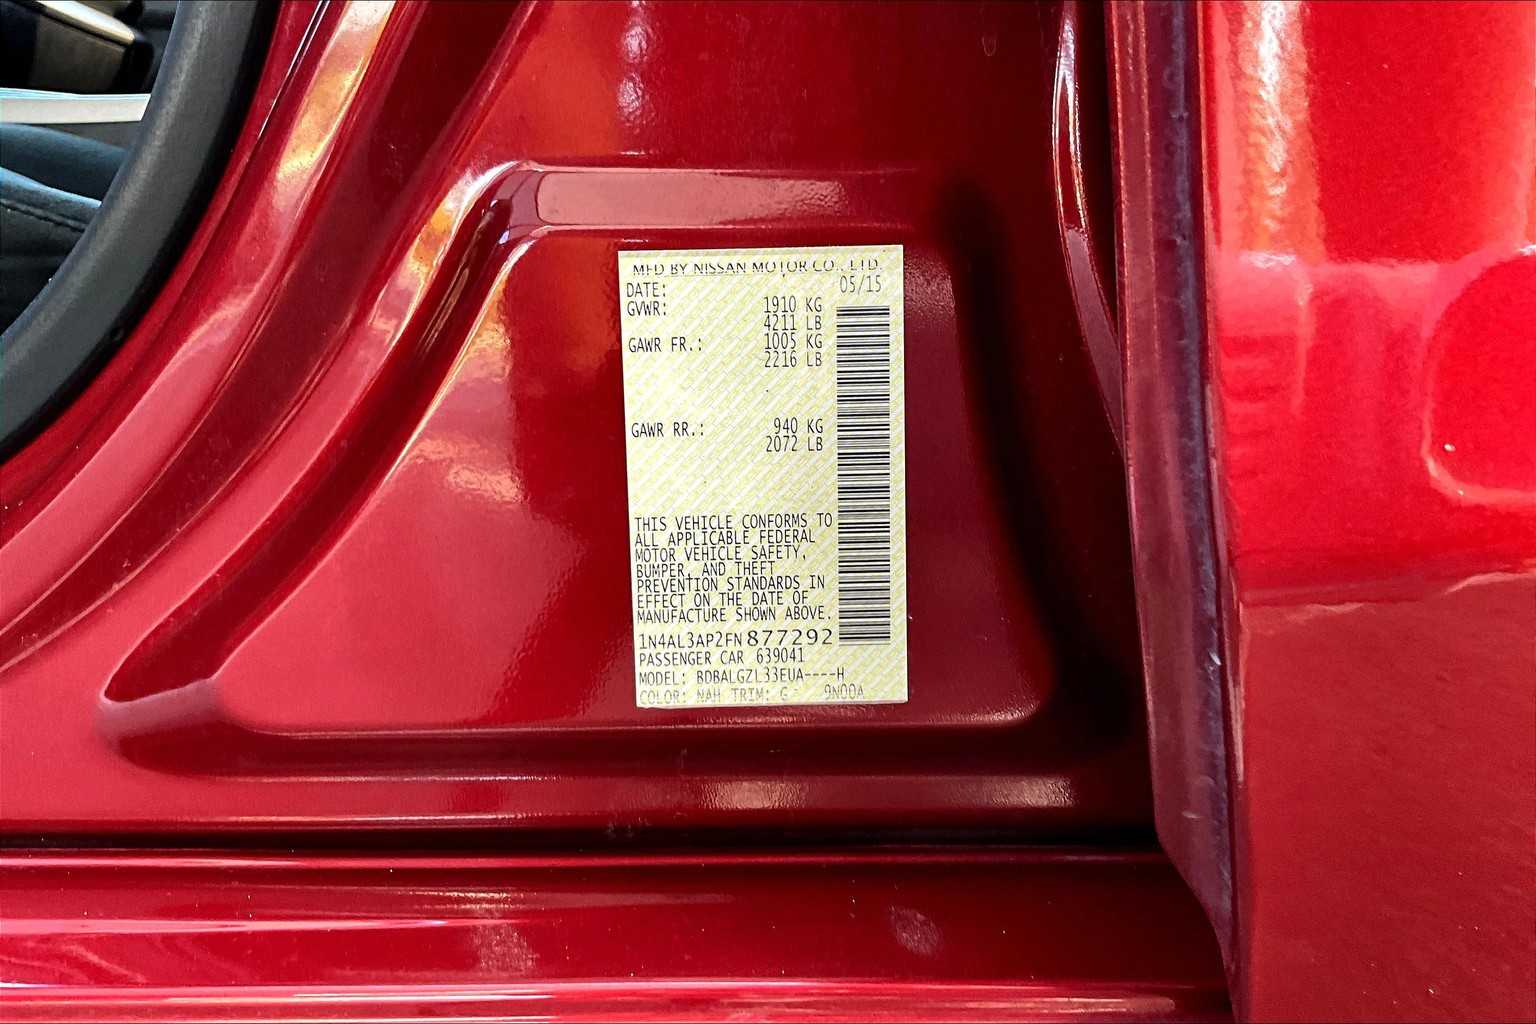 MFD BY NISSAN MOTOR CO., LTD.
DATE: 05/15
GVWR: 1910 KG
4211 LB
GAWR FR.: 1005 KG
2216 LB
GAWR RR.: 940 KG
2072 LB
THIS VEHICLE CONFORMS TO
ALL APPLICABLE FEDERAL
MOTOR VEHICLE SAFETY,
BUMPER, AND THEFT
PREVENTION STANDARDS IN
EFFECT ON THE DATE OF
MANUFACTURE SHOWN ABOVE.
1N4AL3AP2FN877292
PASSENGER CAR 639041
MODEL: BDBALGZL33EUA----H
COLOR: NAH TRIM: G 9N00A